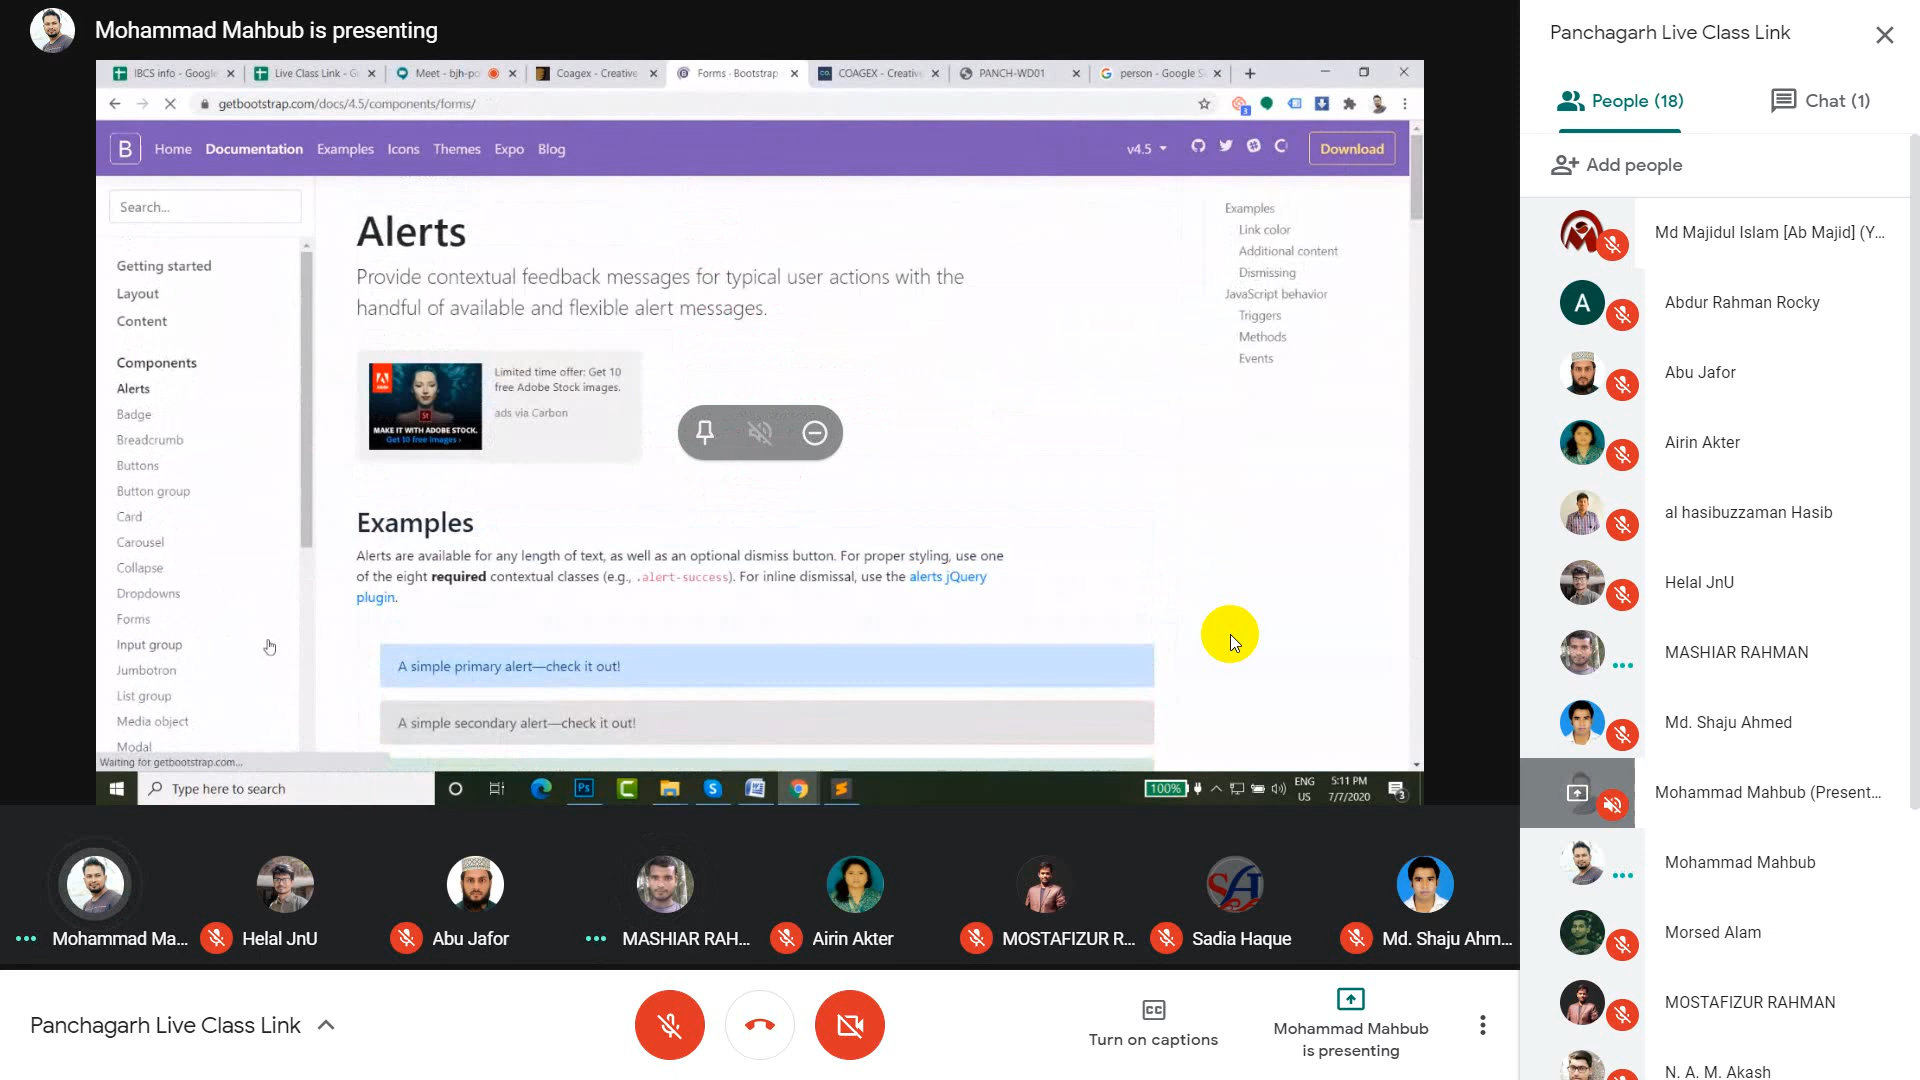 Mohammad Mahbub is presenting
IBCS info - Google
Live Class Link - G
Meet - bjh-po
Coagex - Creative
Forms · Bootstrap
COAGEX - Creativ
PANCH-WD01
person - Google S
getbootstrap.com/docs/4.5/components/forms/
B Home Documentation Examples Icons Themes Expo Blog
v4.5
Download
Search...
Getting started
Layout
Content
Components
Alerts
Badge
Breadcrumb
Buttons
Button group
Card
Carousel
Collapse
Dropdowns
Forms
Input group
Jumbotron
List group
Media object
Modal
Waiting for getbootstrap.com...
Alerts
Provide contextual feedback messages for typical user actions with the
handful of available and flexible alert messages.
MAKE IT WITH ADOBE STOCK.
Get 10 free images ›
Limited time offer: Get 10
free Adobe Stock images.
ads via Carbon
Examples
Alerts are available for any length of text, as well as an optional dismiss button. For proper styling, use one
of the eight required contextual classes (e.g., .alert-success). For inline dismissal, use the alerts jQuery
plugin.
A simple primary alert—check it out!
A simple secondary alert—check it out!
Examples
Link color
Additional content
Dismissing
JavaScript behavior
Triggers
Methods
Events
Type here to search
100%
ENG
US
5:11 PM
7/7/2020
3
Mohammad Ma...
Helal JnU
Abu Jafor
MASHIAR RAH...
Airin Akter
MOSTAFIZUR R...
Sadia Haque
Md. Shaju Ahm...
Panchagarh Live Class Link
Turn on captions
Mohammad Mahbub
is presenting
Panchagarh Live Class Link
People (18)
Chat (1)
Add people
Md Majidul Islam [Ab Majid] (Y...
A
Abdur Rahman Rocky
Abu Jafor
Airin Akter
al hasibuzzaman Hasib
Helal JnU
MASHIAR RAHMAN
Md. Shaju Ahmed
Mohammad Mahbub (Present...
Mohammad Mahbub
Morsed Alam
MOSTAFIZUR RAHMAN
N. A. M. Akash